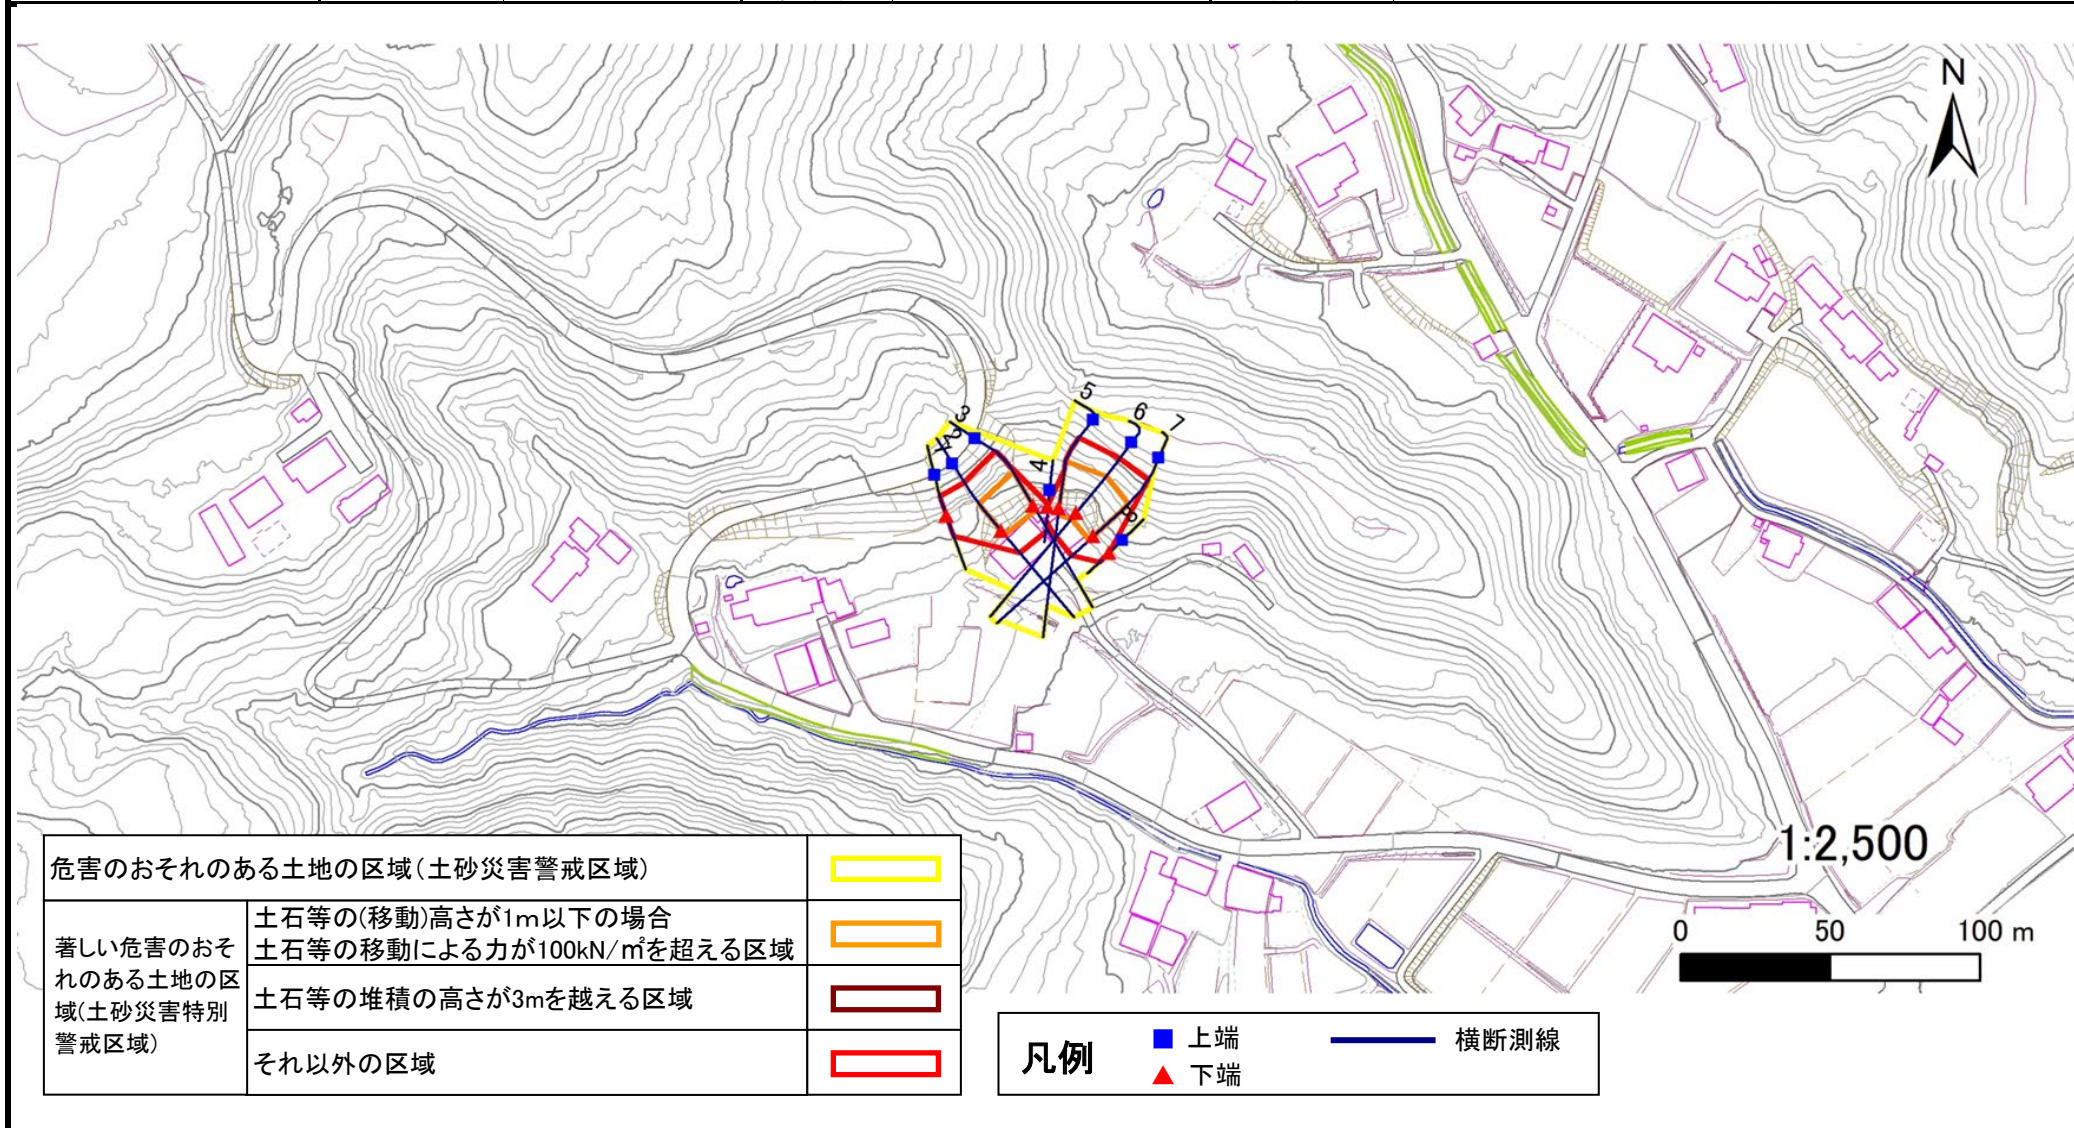 N
5
6
7
3
2
1
4
8
1:2,500
0 50 100 m
危害のおそれのある土地の区域(土砂災害警戒区域)
著しい危害のおそ
れのある土地の区
域(土砂災害特別
警戒区域)
土石等の(移動)高さが1m以下の場合
土石等の移動による力が100kN/㎡を超える区域
土石等の堆積の高さが3mを越える区域
それ以外の区域
凡例
上端
下端
横断測線